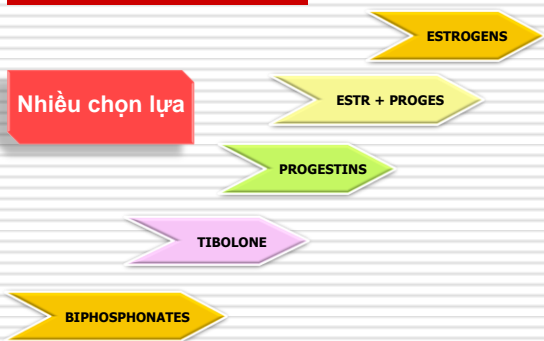 ESTROGENS
Nhiều chọn lựa
ESTR + PROGES
PROGESTINS
TIBOLONE
BIPHOSPHONATES